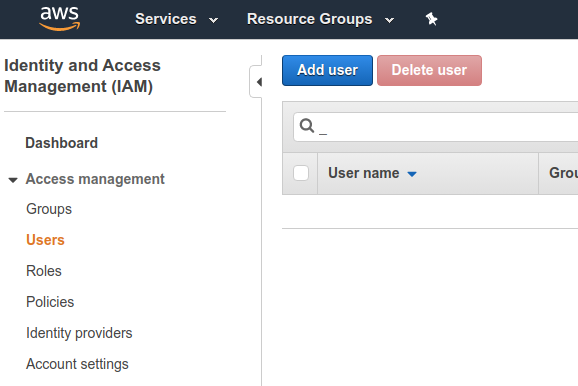 aws
Services
Resource Groups
Identity and Access
Management (IAM)
Add user
Delete user
_
Dashboard
Access management
User name
Grou
Groups
Users
Roles
Policies
Identity providers
Account settings